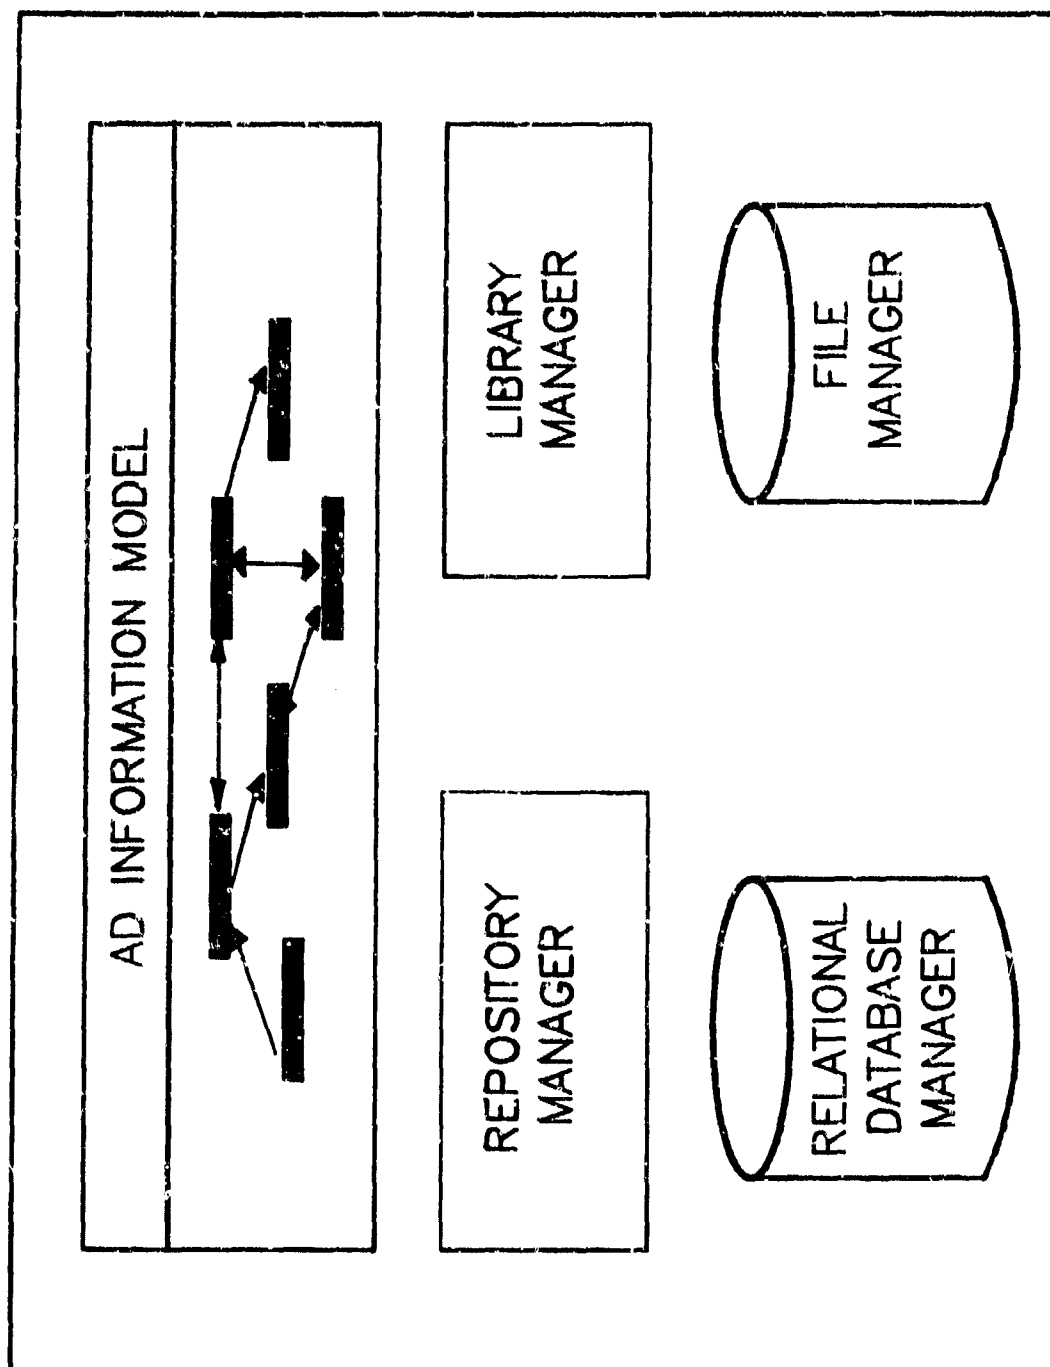 AD INFORMATION MODEL
REPOSITORY
MANAGER
LIBRARY
MANAGER
RELATIONAL
DATABASE
MANAGER
FILE
MANAGER